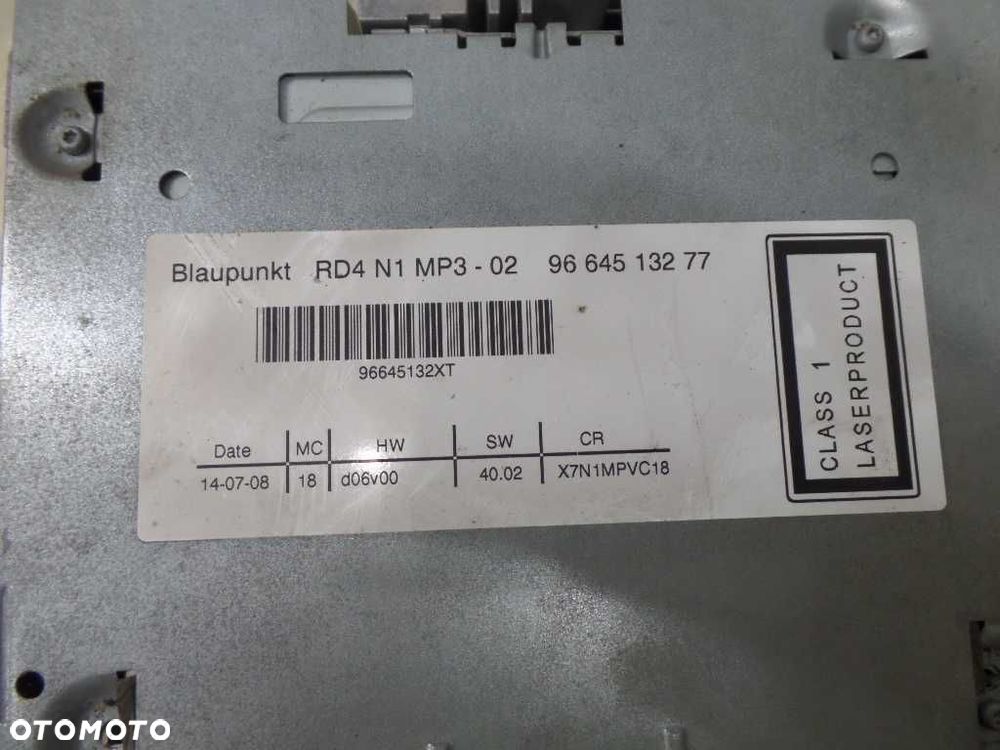 Blaupunkt RD4 N1 MP3 - 02 96 645 132 77
96645132XT
Date MC HW SW CR
14-07-08 18 d06v00 40.02 X7N1MPVC18
CLASS 1
LASERPRODUCT
OTOMOTO